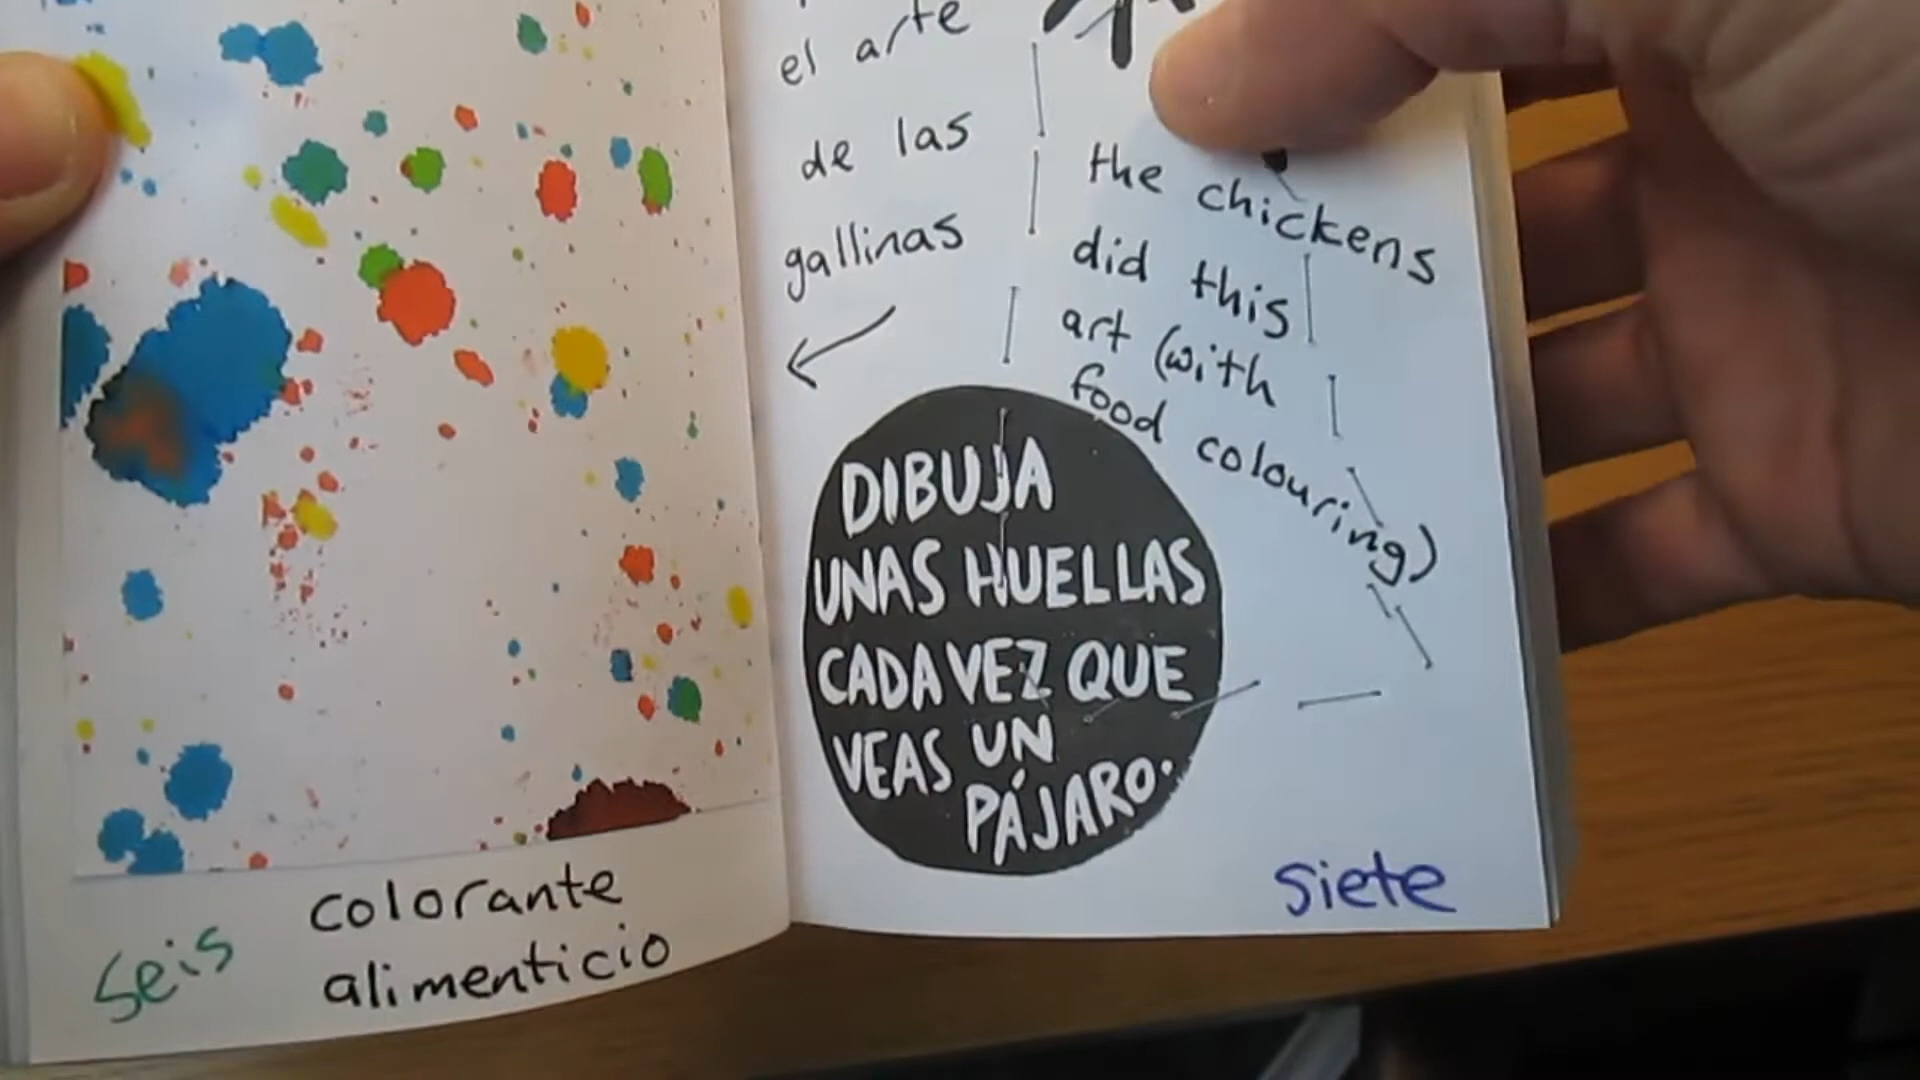 seis
colorante
alimenticio
el arte
de las
gallinas
the chickens
did this
art (with
food colouring)
DIBUJA
UNAS HUELLAS
CADA VEZ QUE
VEAS UN
PÁJARO.
siete